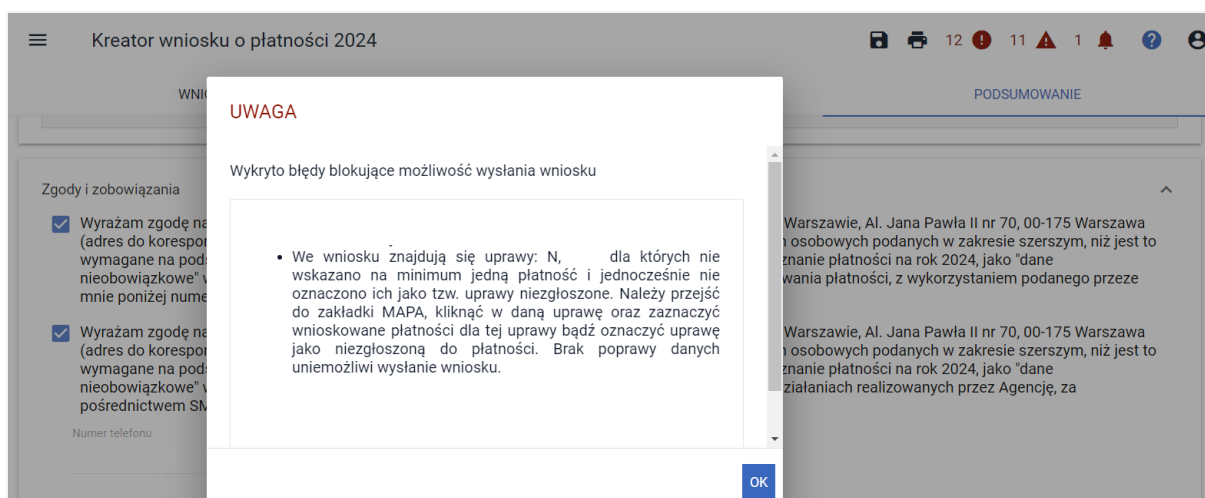 Kreator wniosku o płatności 2024
12 11 1
WNIO
PODSUMOWANIE
UWAGA
Wykryto błędy blokujące możliwość wysłania wniosku
Zgody i zobowiązania
Wyrażam zgodę na
(adres do korespon
wymagane na pods
nieobowiązkowe" w
mnie poniżej nume
• We wniosku znajdują się uprawy: N, dla których nie
wskazano na minimum jedną płatność i jednocześnie nie
oznaczono ich jako tzw. uprawy niezgłoszone. Należy przejść
do zakładki MAPA, kliknąć w daną uprawę oraz zaznaczyć
wnioskowane płatności dla tej uprawy bądź oznaczyć uprawę
jako niezgłoszoną do płatności. Brak poprawy danych
uniemożliwi wysłanie wniosku.
Warszawie, Al. Jana Pawła II nr 70, 00-175 Warszawa
osobowych podanych w zakresie szerszym, niż jest to
znanie płatności na rok 2024, jako "dane
wania płatności, z wykorzystaniem podanego przeze
Wyrażam zgodę na
(adres do korespon
wymagane na pods
nieobowiązkowe" w
pośrednictwem SM
Warszawie, Al. Jana Pawła II nr 70, 00-175 Warszawa
osobowych podanych w zakresie szerszym, niż jest to
znanie płatności na rok 2024, jako "dane
ziałaniach realizowanych przez Agencję, za
Numer telefonu
OK